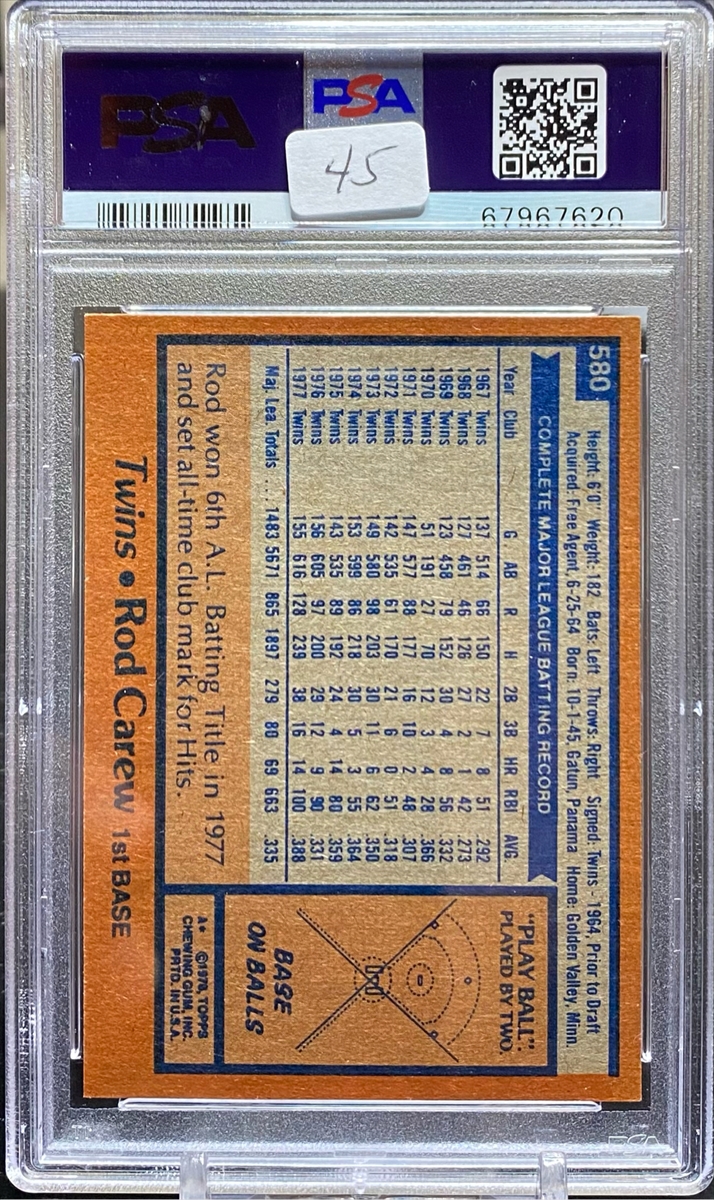 PSA
PSA
45
67967620
580
Height: 6'0" Weight: 182 Bats: Left Throws: Right Signed: Twins - 1964, Prior to Draft
Acquired: Free Agent, 6-25-64 Born: 10-1-45, Gatun, Panama Home: Golden Valley, Minn.
COMPLETE MAJOR LEAGUE BATTING RECORD
Year Club G AB R H 2B 3B HR RBI AVG.
1967 Twins 137 514 66 150 22 7 8 51 .292
1968 Twins 127 461 46 126 27 2 1 42 .273
1969 Twins 123 458 79 152 30 4 8 56 .332
1970 Twins 51 191 27 70 12 3 4 28 .366
1971 Twins 147 577 88 177 16 10 2 48 .307
1972 Twins 142 535 61 170 21 6 0 51 .318
1973 Twins 149 580 98 203 30 11 6 62 .350
1974 Twins 153 599 86 218 30 5 3 55 .364
1975 Twins 143 535 89 192 24 4 14 80 .359
1976 Twins 156 605 97 200 29 12 9 90 .331
1977 Twins 155 616 128 239 38 16 14 100 .388
Maj. Lea Totals .... 1483 5671 865 1897 279 80 69 663 .335
Rod won 6th A.L. Batting Title in 1977
and set all-time club mark for Hits.
"PLAY BALL"
PLAYED BY TWO.
BASE
ON BALLS
A* ©1978, TOPPS
CHEWING GUM, INC.
PRTD. IN U.S.A.
Twins • Rod Carew 1st BASE
PSA